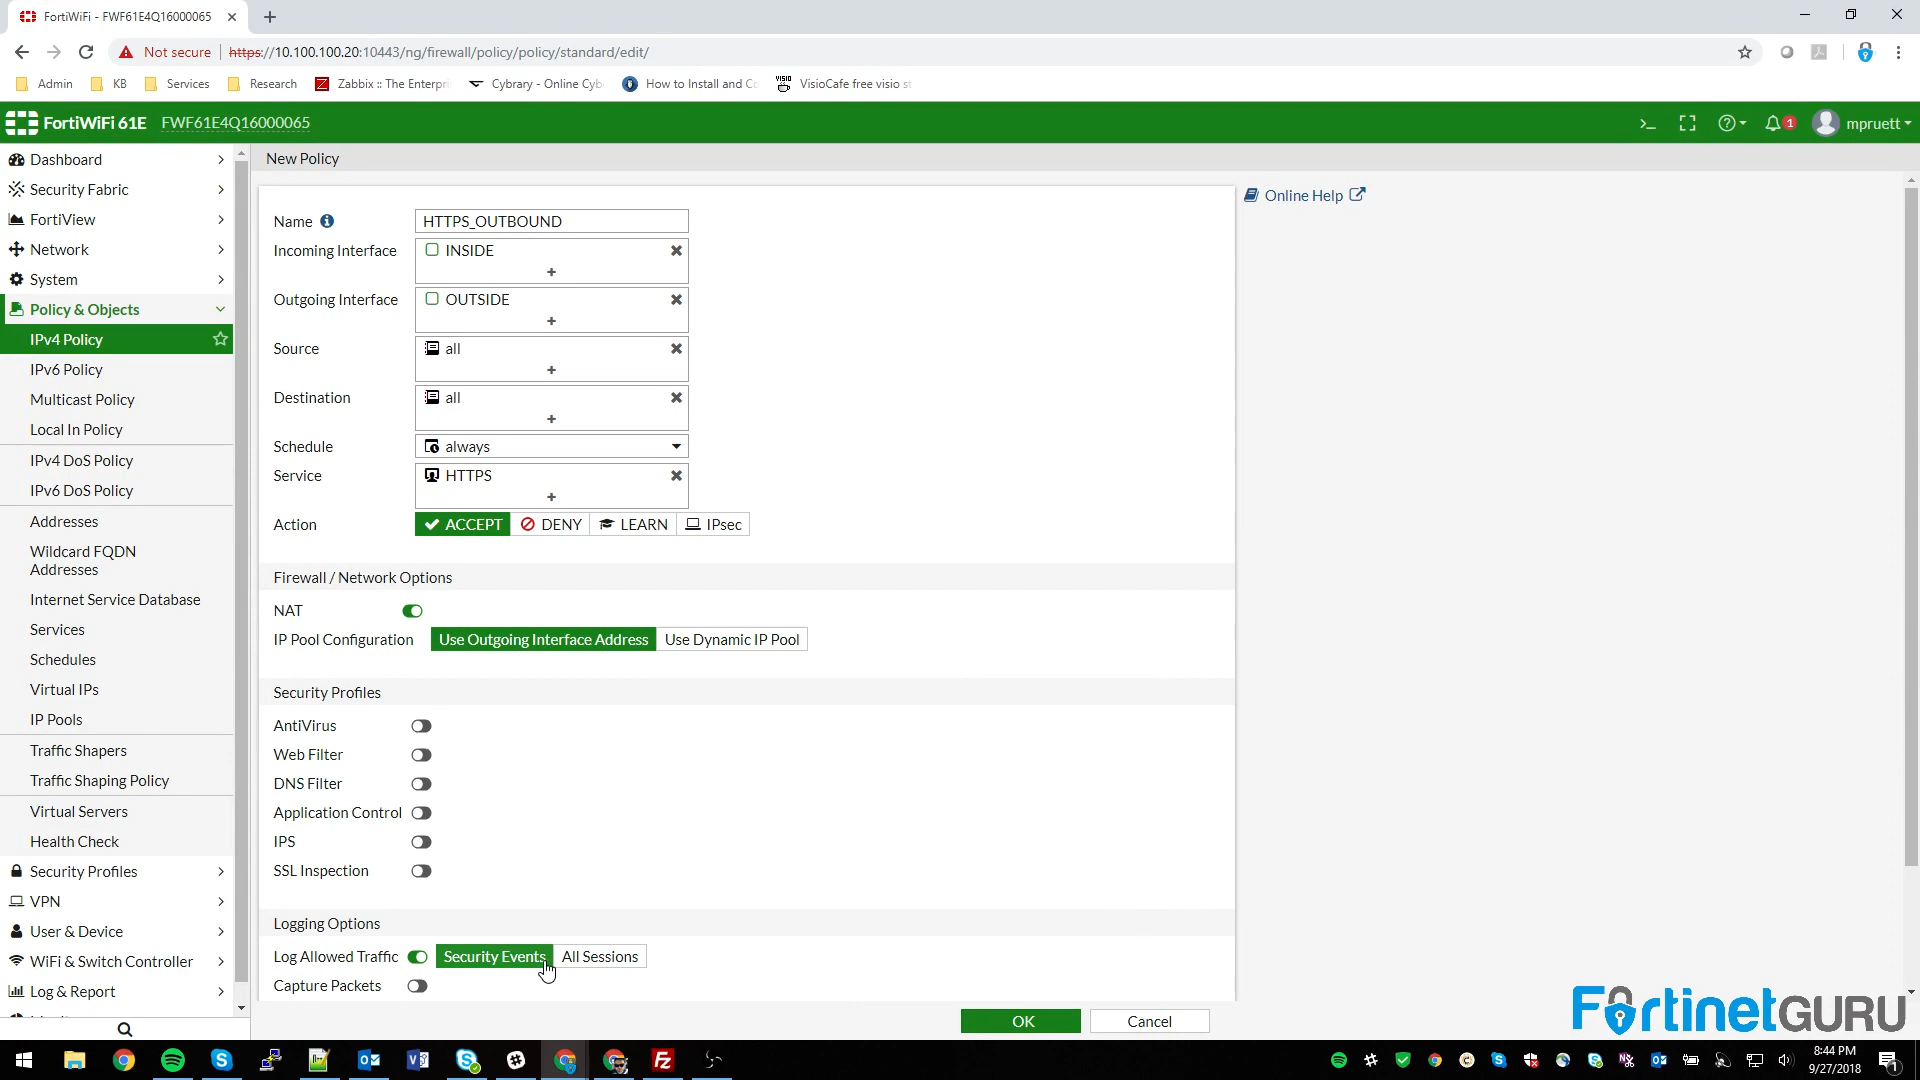 FortiWiFi - FWF61E4Q16000065
Not secure https://10.100.100.20:10443/ng/firewall/policy/policy/standard/edit/
Admin KB Services Research Zabbix :: The Enterpri Cybrary - Online Cyb How to Install and Co VISIO VisioCafe free visio st
FortiWiFi 61E FWF61E4Q16000065 1 mpruett
Dashboard
Security Fabric
FortiView
Network
System
Policy & Objects
IPv4 Policy
IPv6 Policy
Multicast Policy
Local In Policy
IPv4 DoS Policy
IPv6 DoS Policy
Addresses
Wildcard FQDN
Addresses
Internet Service Database
Services
Schedules
Virtual IPs
IP Pools
Traffic Shapers
Traffic Shaping Policy
Virtual Servers
Health Check
Security Profiles
VPN
User & Device
WiFi & Switch Controller
Log & Report
New Policy
Name HTTPS_OUTBOUND
Incoming Interface INSIDE
+
Outgoing Interface OUTSIDE
+
Source all
+
Destination all
+
Schedule always
Service HTTPS
+
Action ACCEPT DENY LEARN IPsec
Firewall / Network Options
NAT
IP Pool Configuration Use Outgoing Interface Address Use Dynamic IP Pool
Security Profiles
AntiVirus
Web Filter
DNS Filter
Application Control
IPS
SSL Inspection
Logging Options
Log Allowed Traffic Security Events All Sessions
Capture Packets
OK Cancel
Online Help
FortinetGURU
8:44 PM
9/27/2018
1